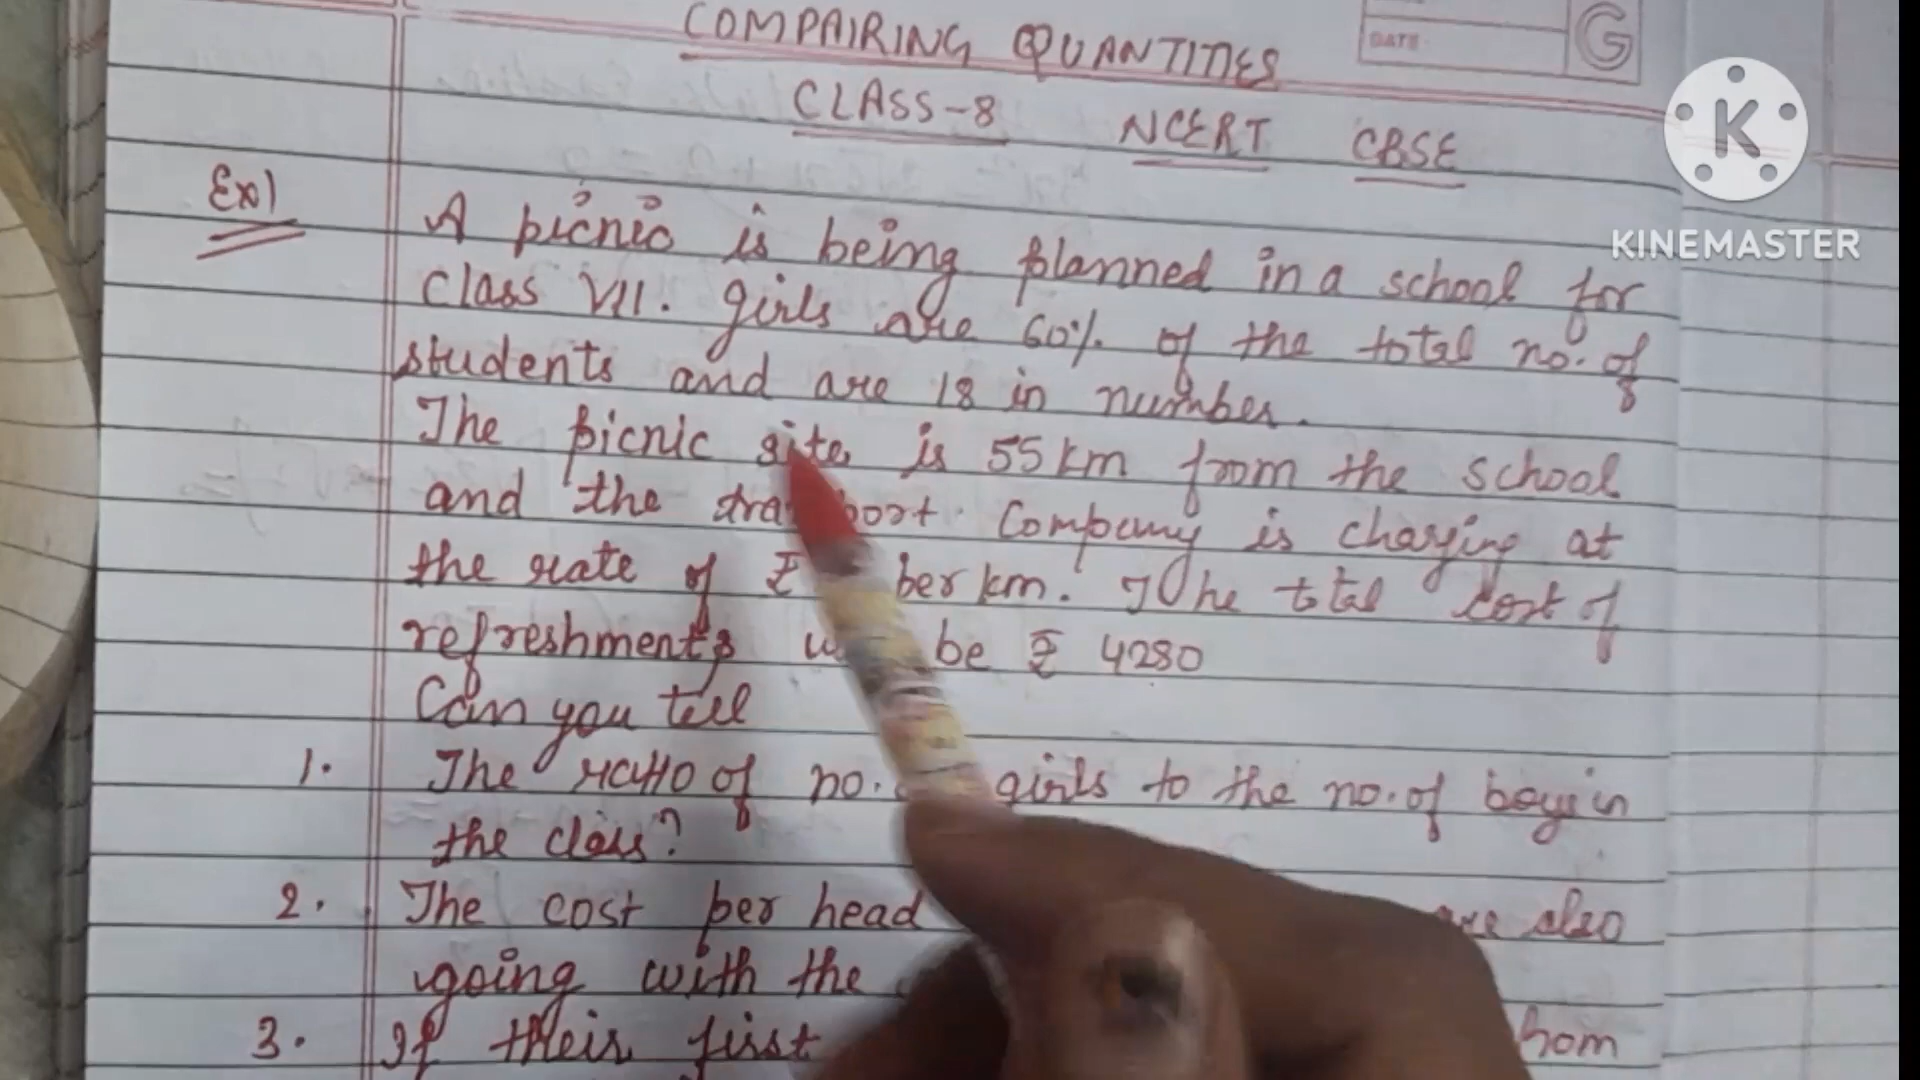 COMPAIRING QUANTITIES
DATE
G
CLASS-8 NCERT CBSE
K
KINEMASTER
Ex1
A picnic is being planned in a school for
Class VII. girls are 60% of the total no. of
students and are 18 in number.
The picnic site is 55 km from the school
and the company is charging at
the rate of ₹ per km. The total cost of
refreshments be ₹ 4280
Can you tell
1. The ratio of no. girls to the no. of boys in
the class?
2. The cost per head also
going with the
3. If their first